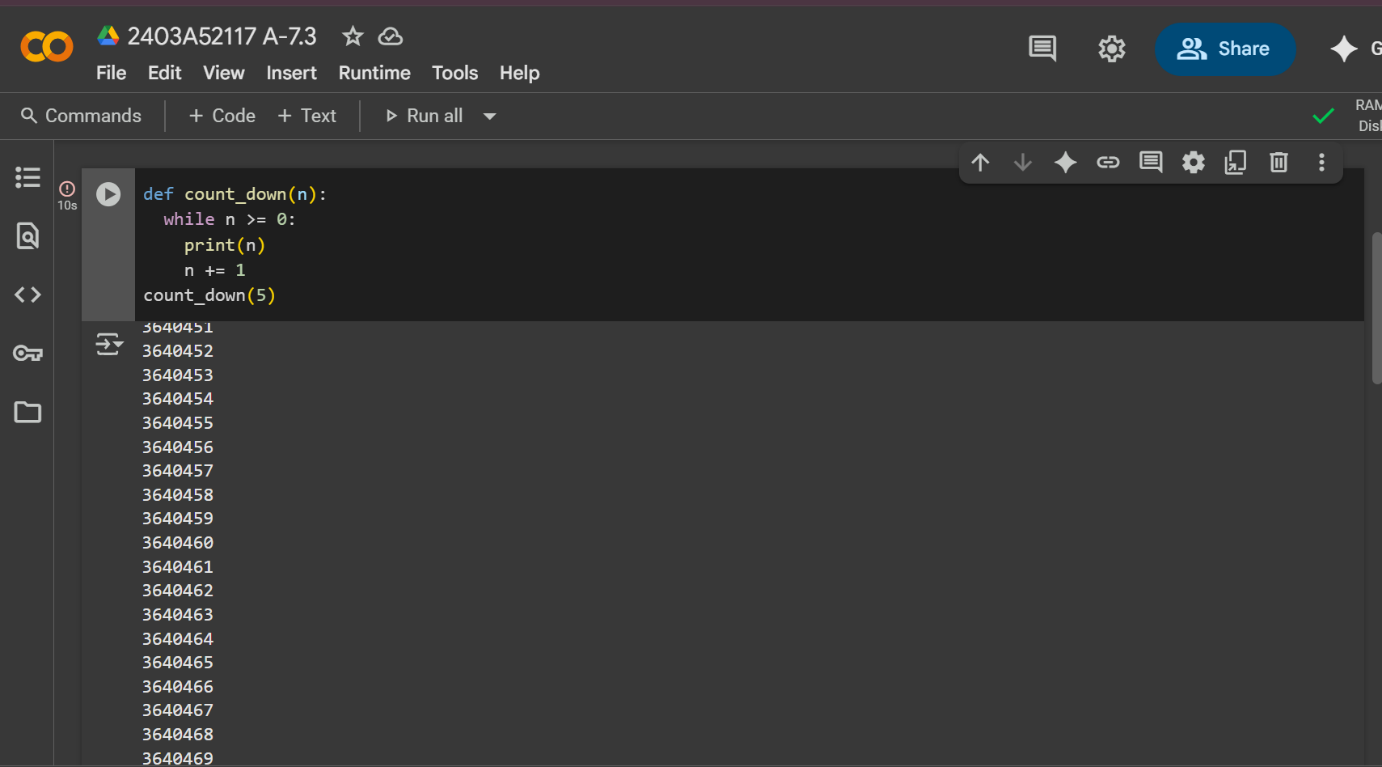 2403A52117 A-7.3
File Edit View Insert Runtime Tools Help
Share
G
Commands + Code + Text Run all
RAM
Disk
10s
def count_down(n):
  while n >= 0:
    print(n)
    n += 1
count_down(5)
3640451
3640452
3640453
3640454
3640455
3640456
3640457
3640458
3640459
3640460
3640461
3640462
3640463
3640464
3640465
3640466
3640467
3640468
3640469